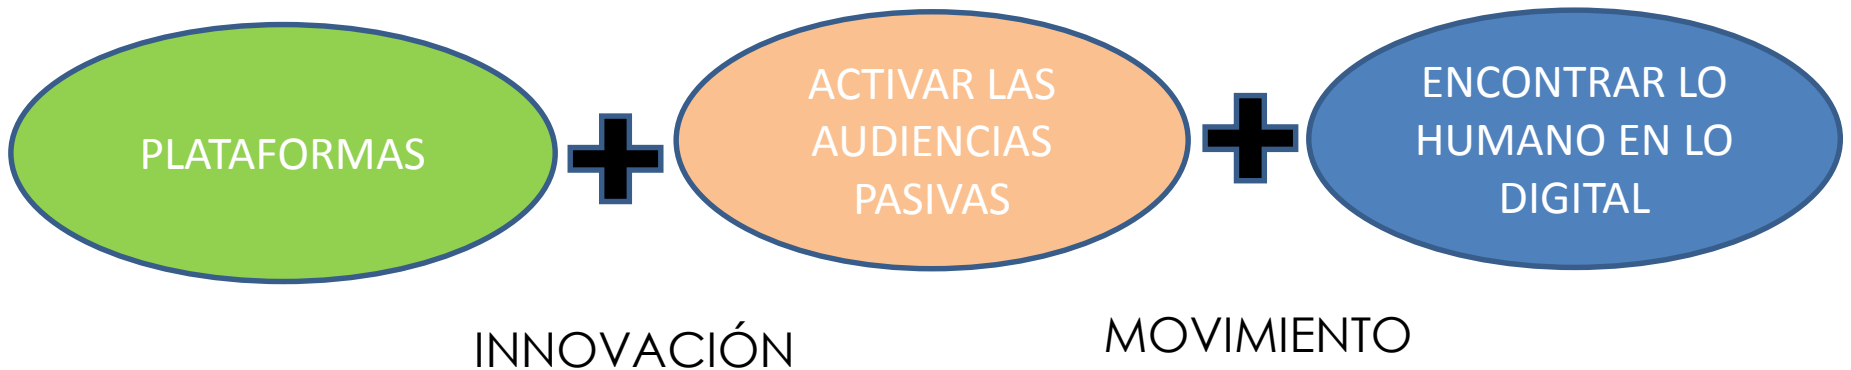 PLATAFORMAS
ACTIVAR LAS
AUDIENCIAS
PASIVAS
ENCONTRAR LO
HUMANO EN LO
DIGITAL
INNOVACIÓN
MOVIMIENTO